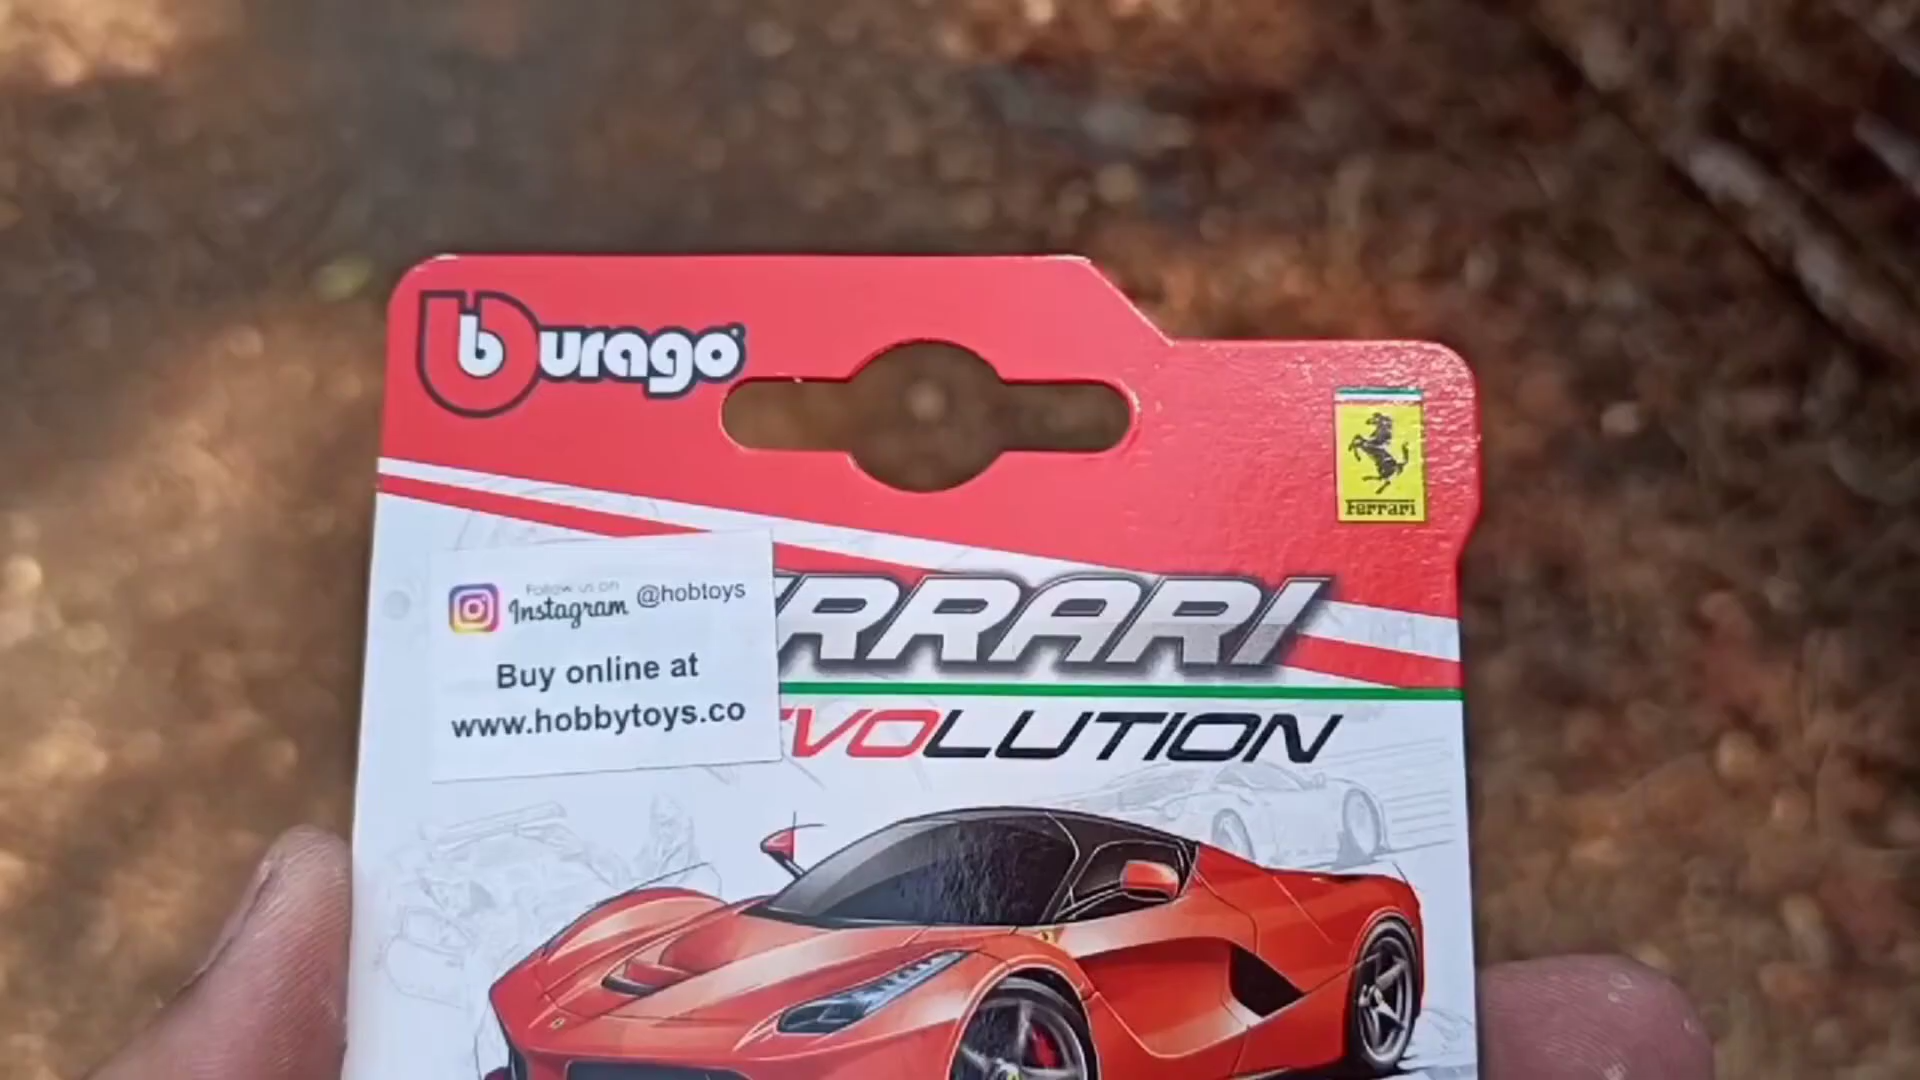 burago
Ferrari
Follow us on
Instagram @hobtoys
Buy online at
www.hobbytoys.co
RRARI
VOLUTION